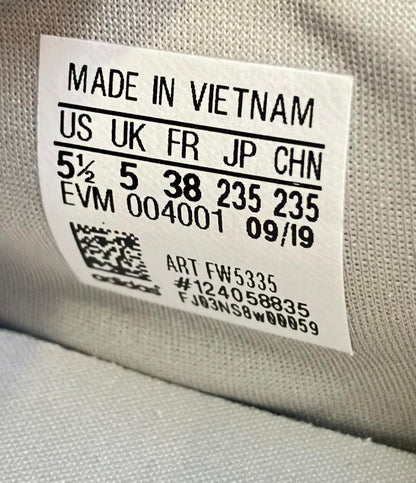 MADE IN VIETNAM
US UK FR JP CHN
5½ 5 38 235 235
EVM 004001 09/19
adidas
ART FW5335
#124058835
FJ03NS8w00059